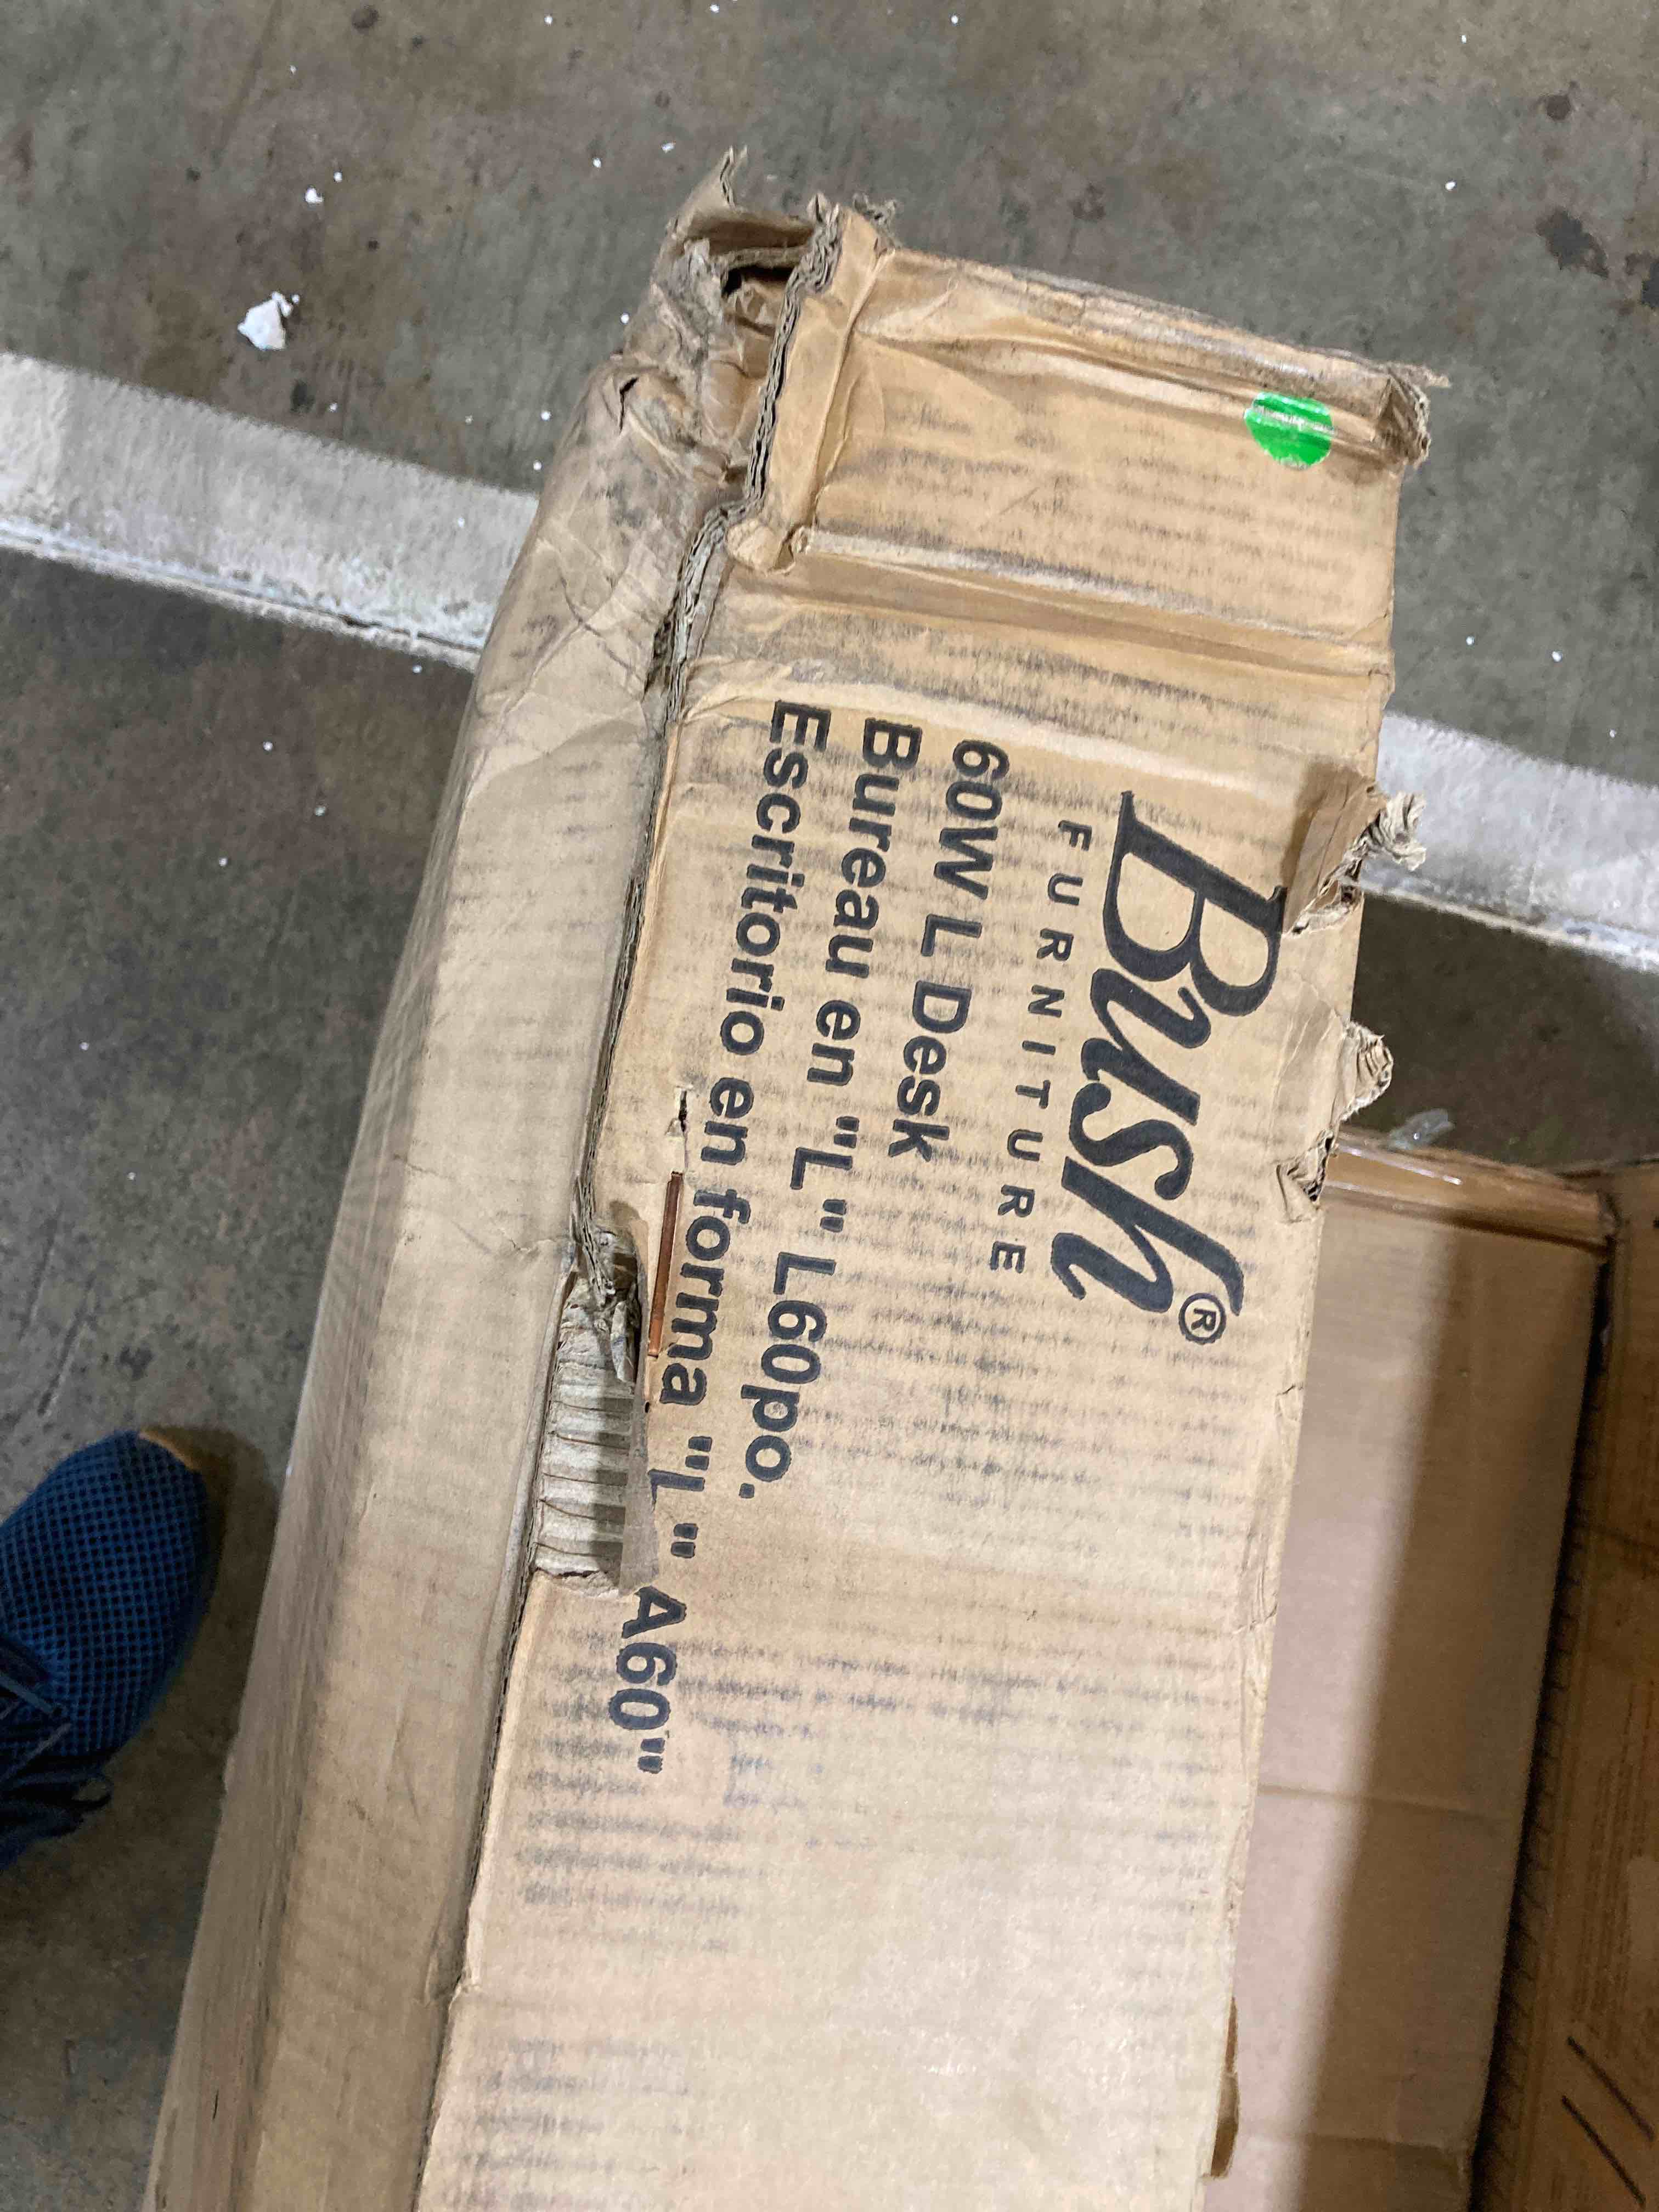 Bush®
FURNITURE
60W L Desk
Bureau en "L" L60po.
Escritorio en forma "L" A60"